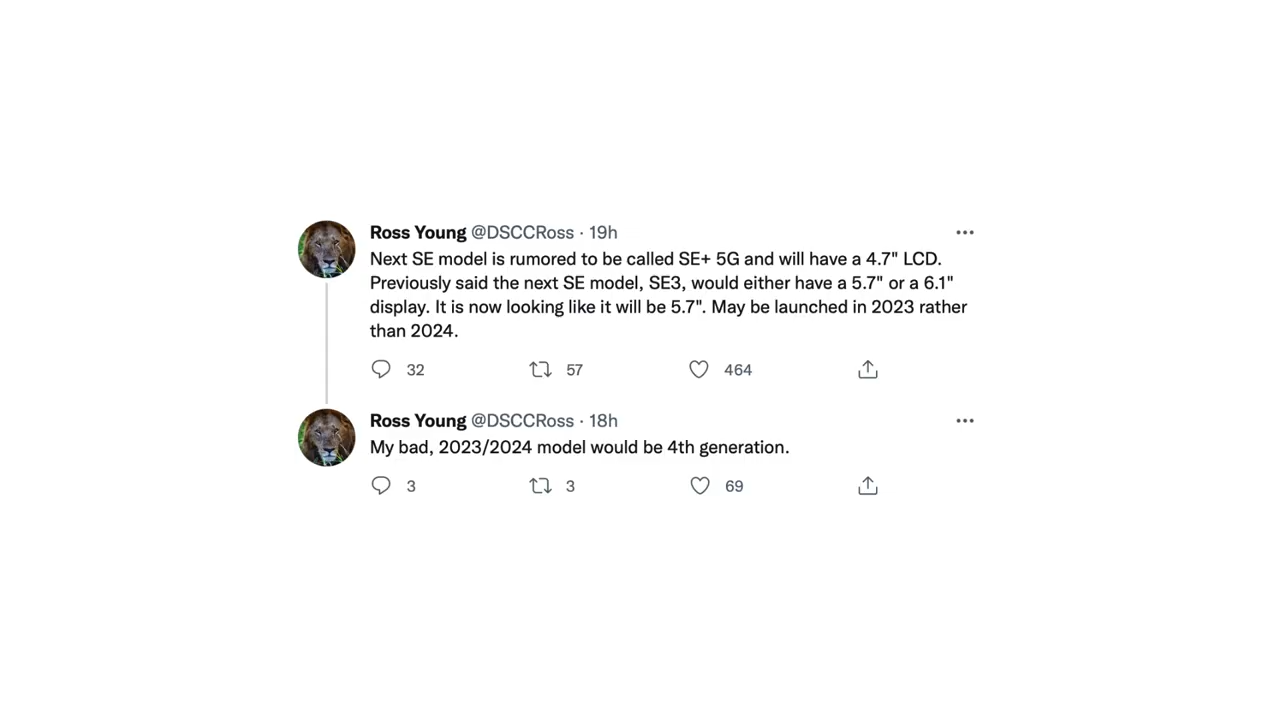 Ross Young @DSCCRoss · 19h
Next SE model is rumored to be called SE+ 5G and will have a 4.7" LCD.
Previously said the next SE model, SE3, would either have a 5.7" or a 6.1"
display. It is now looking like it will be 5.7". May be launched in 2023 rather
than 2024.
32 57 464
Ross Young @DSCCRoss · 18h
My bad, 2023/2024 model would be 4th generation.
3 3 69